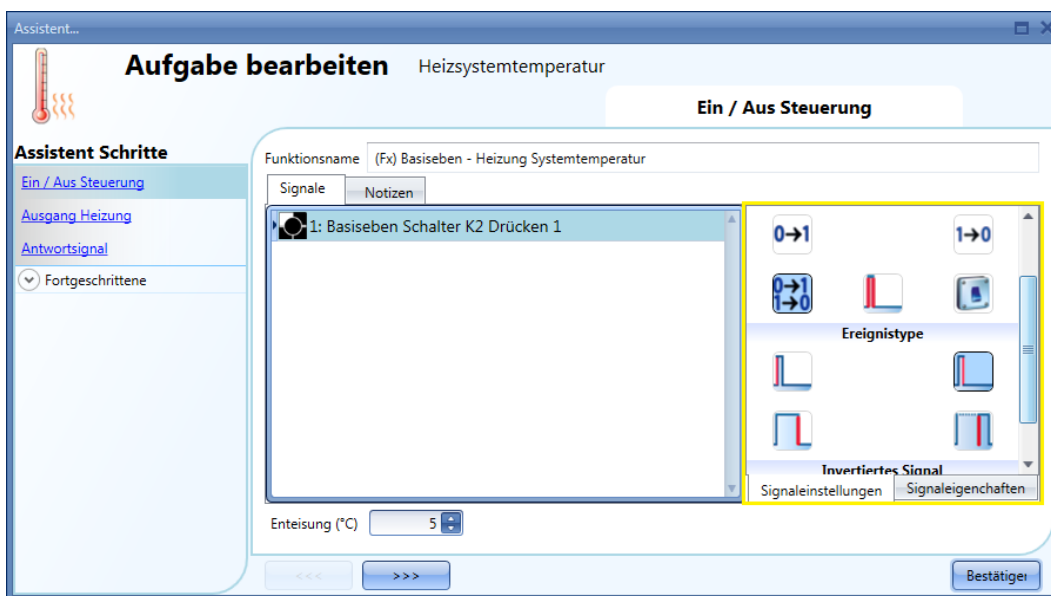 Assistent...
Aufgabe bearbeiten Heizsystemtemperatur
Ein / Aus Steuerung
Assistent Schritte
Ein / Aus Steuerung
Ausgang Heizung
Antwortsignal
Fortgeschrittene
Funktionsname (Fx) Basiseben - Heizung Systemtemperatur
Signale Notizen
1: Basiseben Schalter K2 Drücken 1
0→1 1→0
0→1
1→0
Ereignistype
Invertiertes Signal
Signaleinstellungen Signaleigenchaften
Enteisung (°C) 5
<<< >>> Bestätiger